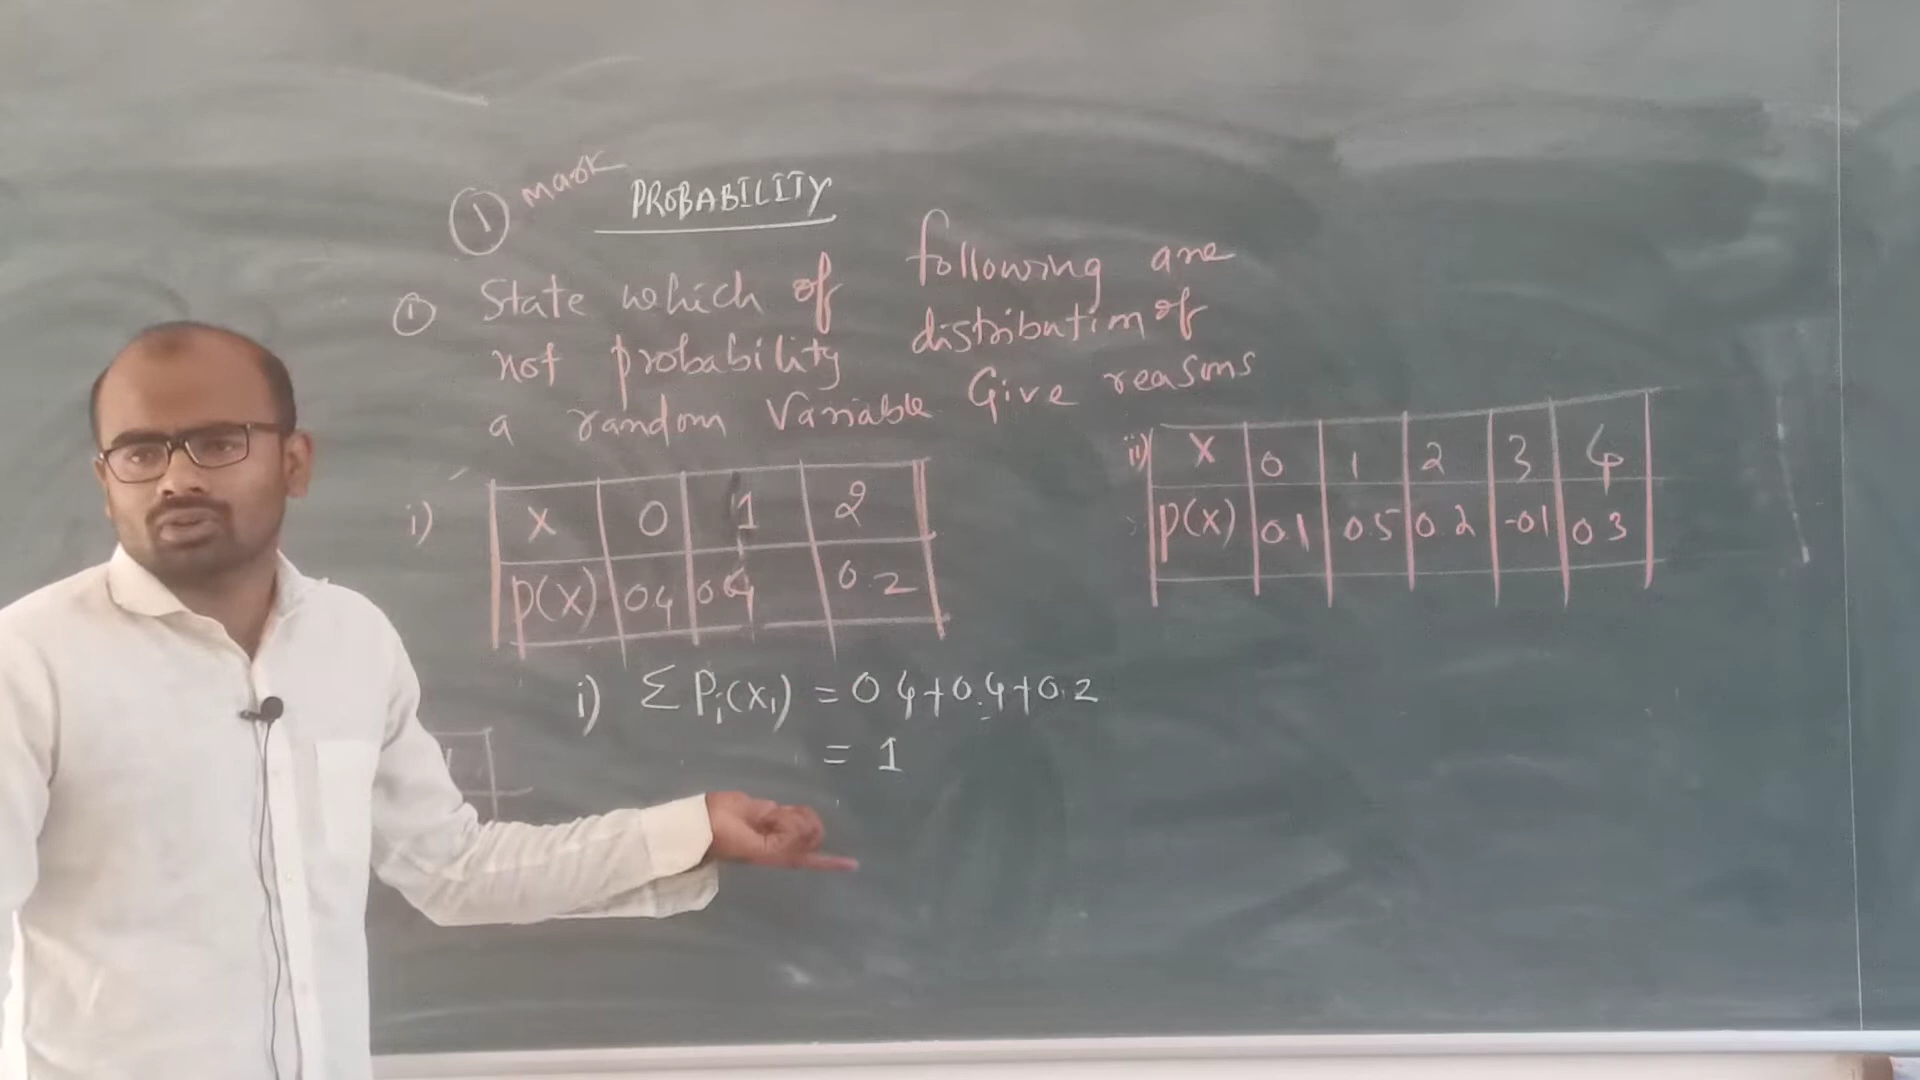 ① mark
PROBABILITY
① State which of following are
not probability distribution of
a random Variable Give reasons
i) X 0 1 2
P(X) 0.4 0.4 0.2
ii) X 0 1 2 3 4
P(X) 0.1 0.5 0.2 -0.1 0.3
i) Σ Pi(xi) = 0.4+0.4+0.2
= 1